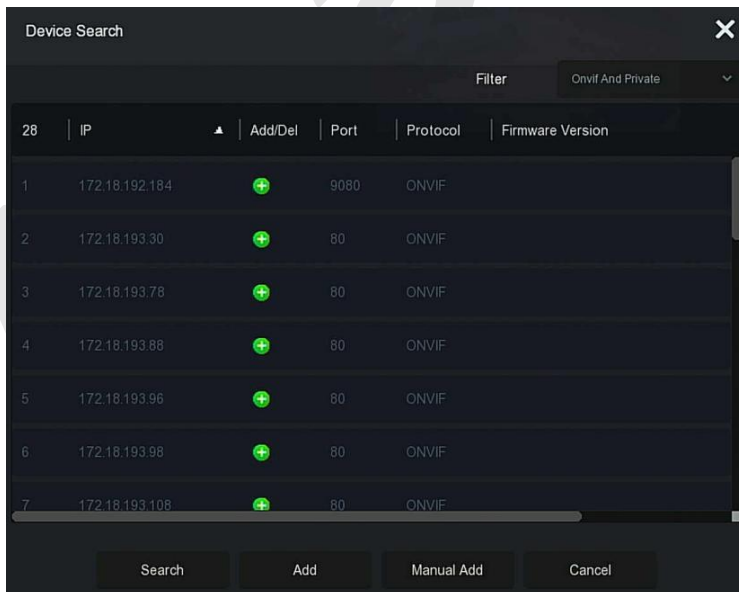 Device Search
Filter Onvif And Private
28 IP Add/Del Port Protocol Firmware Version
1 172.18.192.184 9080 ONVIF
2 172.18.193.30 80 ONVIF
3 172.18.193.78 80 ONVIF
4 172.18.193.88 80 ONVIF
5 172.18.193.96 80 ONVIF
6 172.18.193.98 80 ONVIF
7 172.18.193.108 80 ONVIF
Search Add Manual Add Cancel